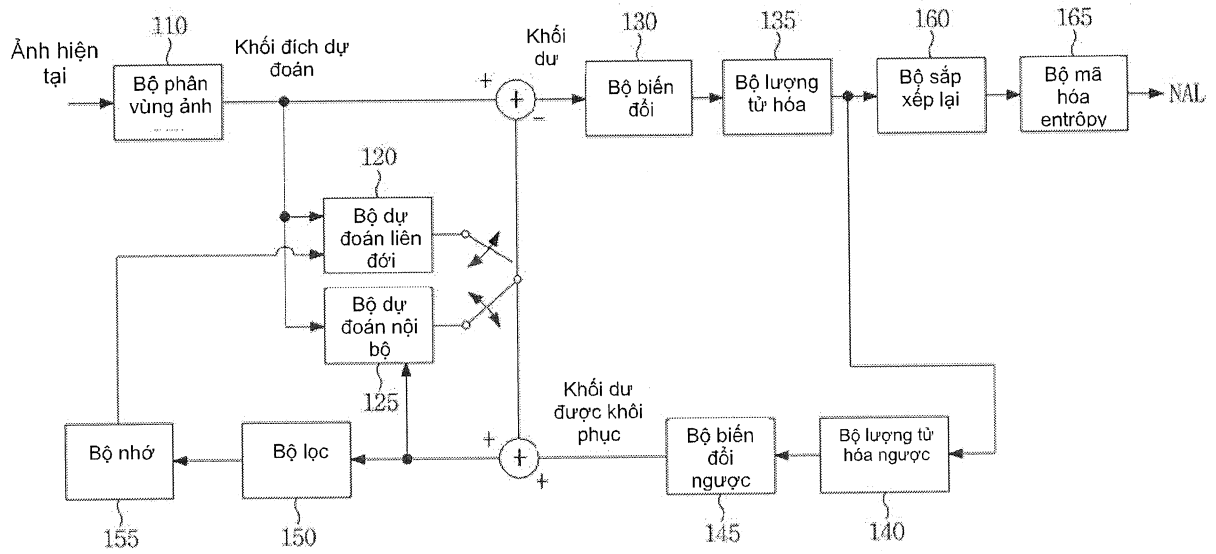 110
130
135
160
165
Ảnh hiện
tại
Khối đích dự
đoán
Khối
dư
Bộ phân
vùng ảnh
+
+
-
Bộ biến
đổi
Bộ lượng
tử hóa
Bộ sắp
xếp lại
Bộ mã
hóa
entrôpy
NAL
120
Bộ dự
đoán liên
đới
Bộ dự
đoán nội
bộ
125
Khối dư
được khôi
phục
Bộ nhớ
Bộ lọc
+
+
+
Bộ biến
đổi
ngược
Bộ lượng tử
hóa ngược
155
150
145
140